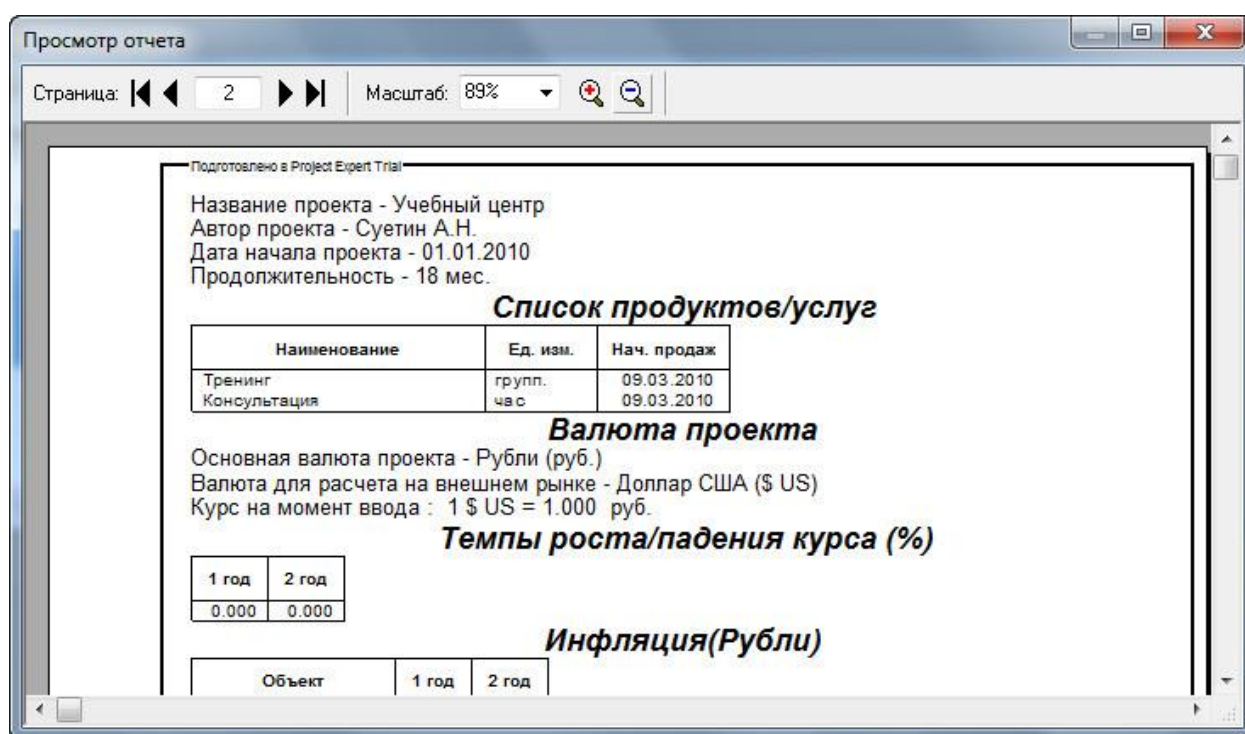 Просмотр отчета
Страница: 2 Масштаб: 89%
Подготовлено в Project Expert Trial
Название проекта - Учебный центр
Автор проекта - Суетин А.Н.
Дата начала проекта - 01.01.2010
Продолжительность - 18 мес.
Список продуктов/услуг
Наименование Ед. изм. Нач. продаж
Тренинг групп. 09.03.2010
Консультация час 09.03.2010
Валюта проекта
Основная валюта проекта - Рубли (руб.)
Валюта для расчета на внешнем рынке - Доллар США ($ US)
Курс на момент ввода : 1 $ US = 1.000 руб.
Темпы роста/падения курса (%)
1 год 2 год
0.000 0.000
Инфляция(Рубли)
Объект 1 год 2 год